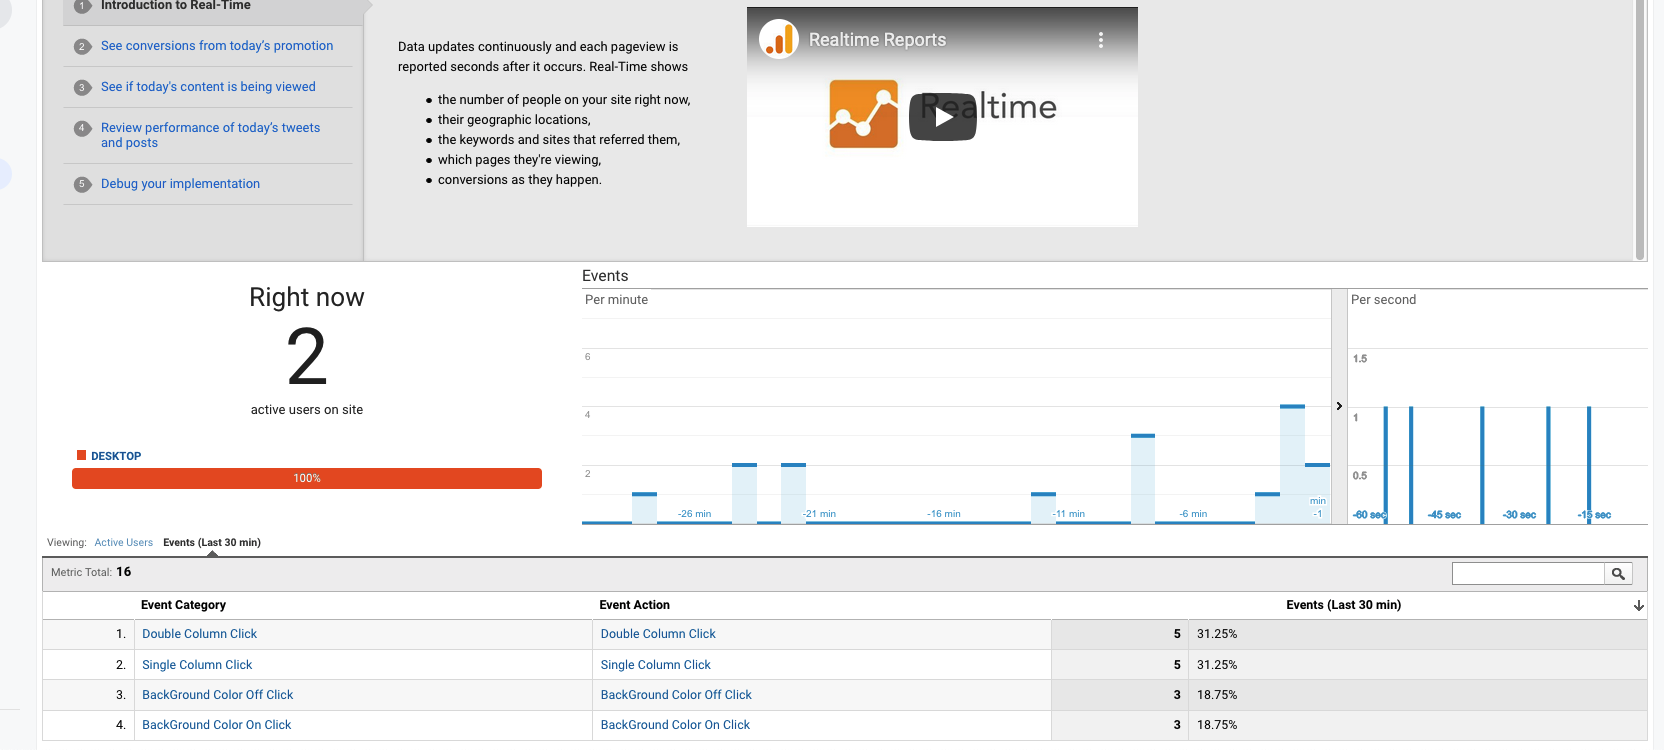 1 Introduction to Real-Time
2 See conversions from today's promotion
3 See if today's content is being viewed
4 Review performance of today's tweets
and posts
5 Debug your implementation
Data updates continuously and each pageview is
reported seconds after it occurs. Real-Time shows
• the number of people on your site right now,
• their geographic locations,
• the keywords and sites that referred them,
• which pages they're viewing,
• conversions as they happen.
Realtime Reports
Realtime
Right now
2
active users on site
DESKTOP
100%
Events
Per minute
6
4
2
-26 min
-21 min
-16 min
-11 min
-6 min
min
-1
Per second
1.5
1
0.5
-60 sec
-45 sec
-30 sec
-15 sec
Viewing: Active Users Events (Last 30 min)
Metric Total: 16
Event Category Event Action Events (Last 30 min)
1. Double Column Click Double Column Click 5 31.25%
2. Single Column Click Single Column Click 5 31.25%
3. BackGround Color Off Click BackGround Color Off Click 3 18.75%
4. BackGround Color On Click BackGround Color On Click 3 18.75%